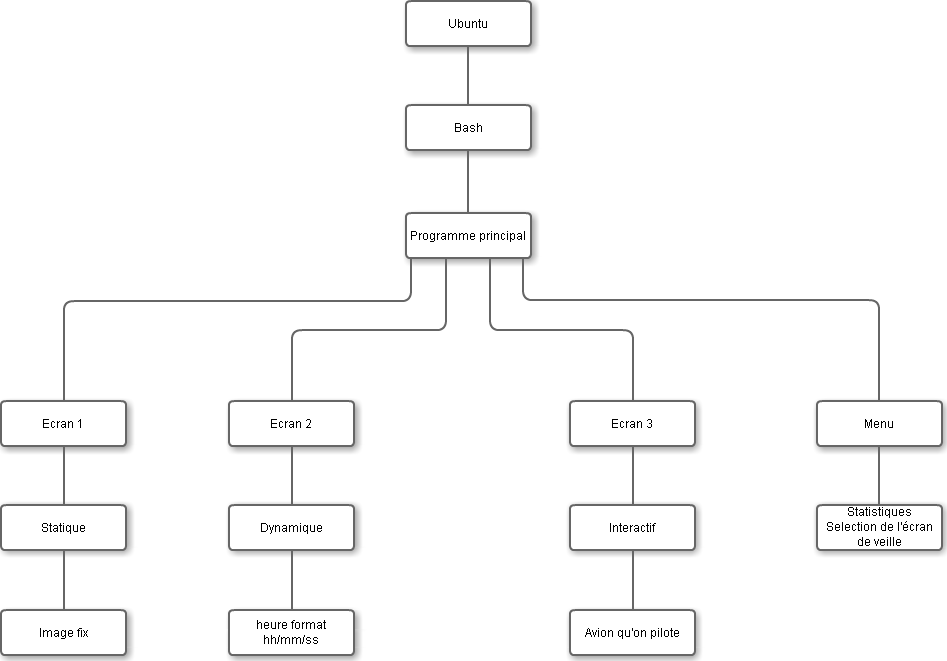 Ubuntu
Bash
Programme principal
Ecran 1
Ecran 2
Ecran 3
Menu
Statique
Dynamique
Interactif
Statistiques
Selection de l'écran
de veille
Image fix
heure format
hh/mm/ss
Avion qu'on pilote